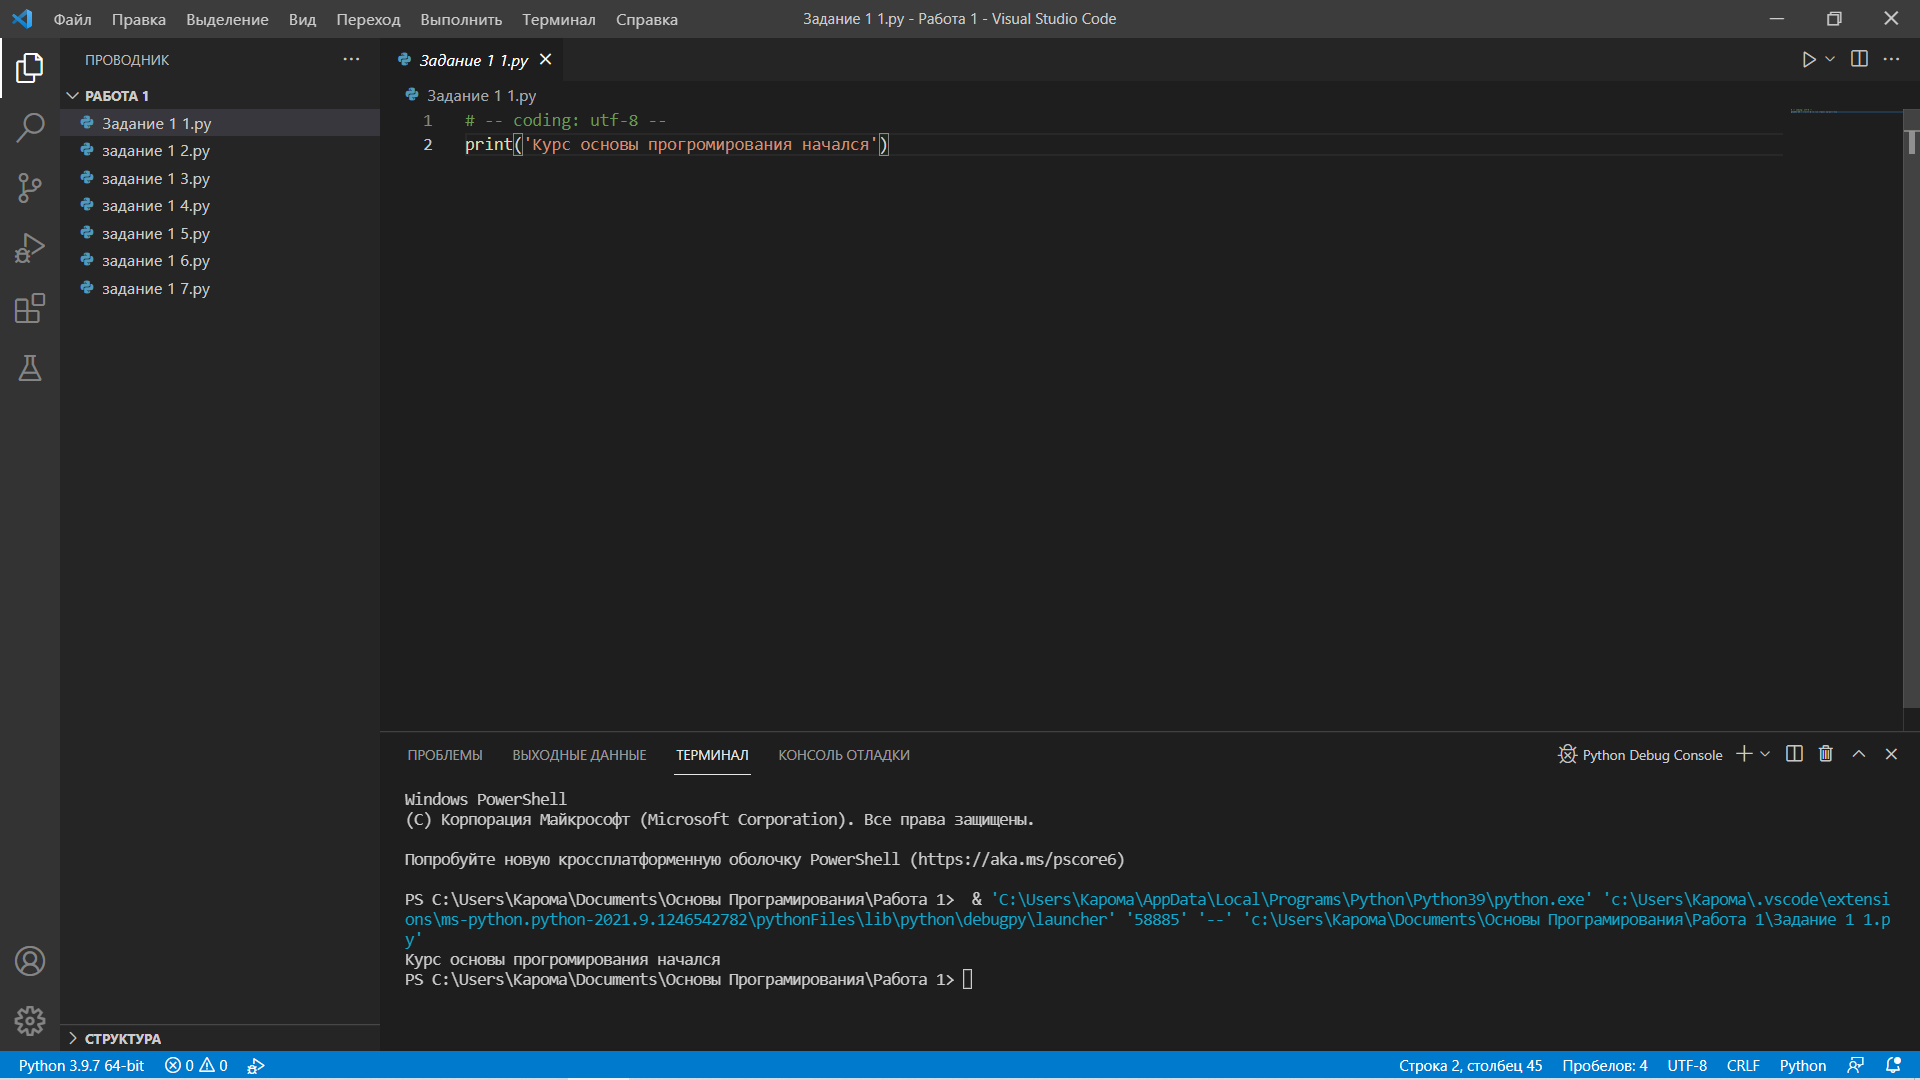 Файл Правка Выделение Вид Переход Выполнить Терминал Справка
Задание 1 1.py - Работа 1 - Visual Studio Code
ПРОВОДНИК
РАБОТА 1
Задание 1 1.py
задание 1 2.py
задание 1 3.py
задание 1 4.py
задание 1 5.py
задание 1 6.py
задание 1 7.py
СТРУКТУРА
Задание 1 1.py
Задание 1 1.py
1 # -- coding: utf-8 --
2 print('Курс основы прогромирования начался')
ПРОБЛЕМЫ ВЫХОДНЫЕ ДАННЫЕ ТЕРМИНАЛ КОНСОЛЬ ОТЛАДКИ
Python Debug Console
Windows PowerShell
(C) Корпорация Майкрософт (Microsoft Corporation). Все права защищены.
Попробуйте новую кроссплатформенную оболочку PowerShell (https://aka.ms/pscore6)
PS C:\Users\Карома\Documents\Основы Програмирования\Работа 1>  & 'C:\Users\Карома\AppData\Local\Programs\Python\Python39\python.exe' 'c:\Users\Карома\.vscode\extensi
ons\ms-python.python-2021.9.1246542782\pythonFiles\lib\python\debugpy\launcher' '58885' '--' 'c:\Users\Карома\Documents\Основы Програмирования\Работа 1\Задание 1 1.p
y'
Курс основы прогромирования начался
PS C:\Users\Карома\Documents\Основы Програмирования\Работа 1>
Python 3.9.7 64-bit 0 0
Строка 2, столбец 45 Пробелов: 4 UTF-8 CRLF Python